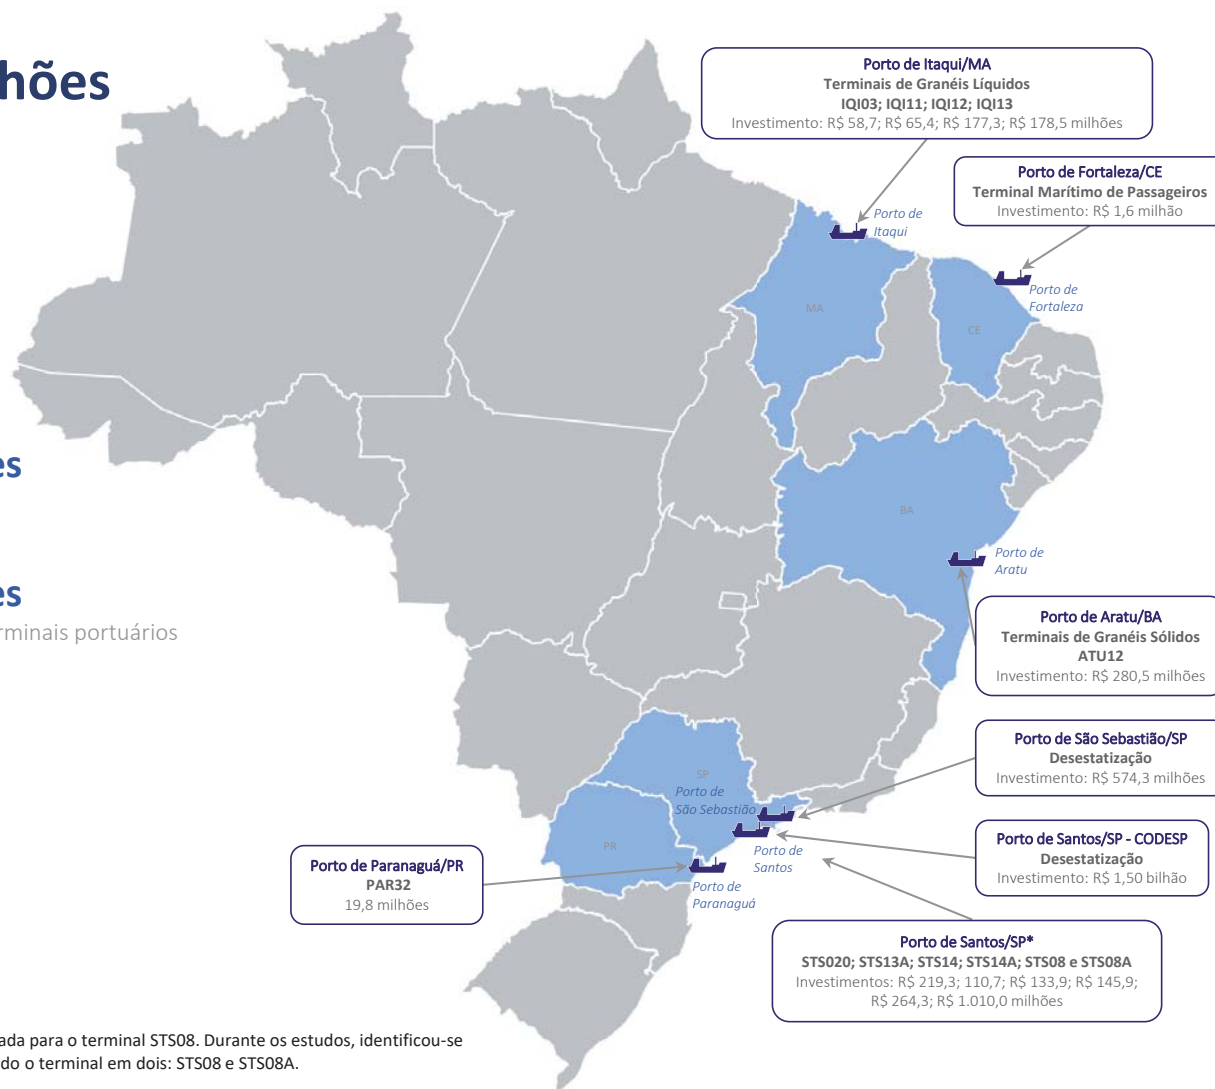 hões
Porto de Itaqui/MA
Terminais de Granéis Líquidos
IQI03; IQI11; IQI12; IQI13
Investimento: R$ 58,7; R$ 65,4; R$ 177,3; R$ 178,5 milhões
Porto de Fortaleza/CE
Terminal Marítimo de Passageiros
Investimento: R$ 1,6 milhão
Porto de
Itaqui
Porto de
Fortaleza
MA
CE
es
BA
Porto de
Aratu
es
rminais portuários
Porto de Aratu/BA
Terminais de Granéis Sólidos
ATU12
Investimento: R$ 280,5 milhões
Porto de São Sebastião/SP
Desestatização
Investimento: R$ 574,3 milhões
SP
Porto de
São Sebastião
Porto de Santos/SP - CODESP
Desestatização
Investimento: R$ 1,50 bilhão
PR
Porto de
Santos
Porto de Paranaguá/PR
PAR32
19,8 milhões
Porto de
Paranaguá
Porto de Santos/SP*
STS020; STS13A; STS14; STS14A; STS08 e STS08A
Investimentos: R$ 219,3; 110,7; R$ 133,9; R$ 145,9;
R$ 264,3; R$ 1.010,0 milhões
ada para o terminal STS08. Durante os estudos, identificou-se
do o terminal em dois: STS08 e STS08A.